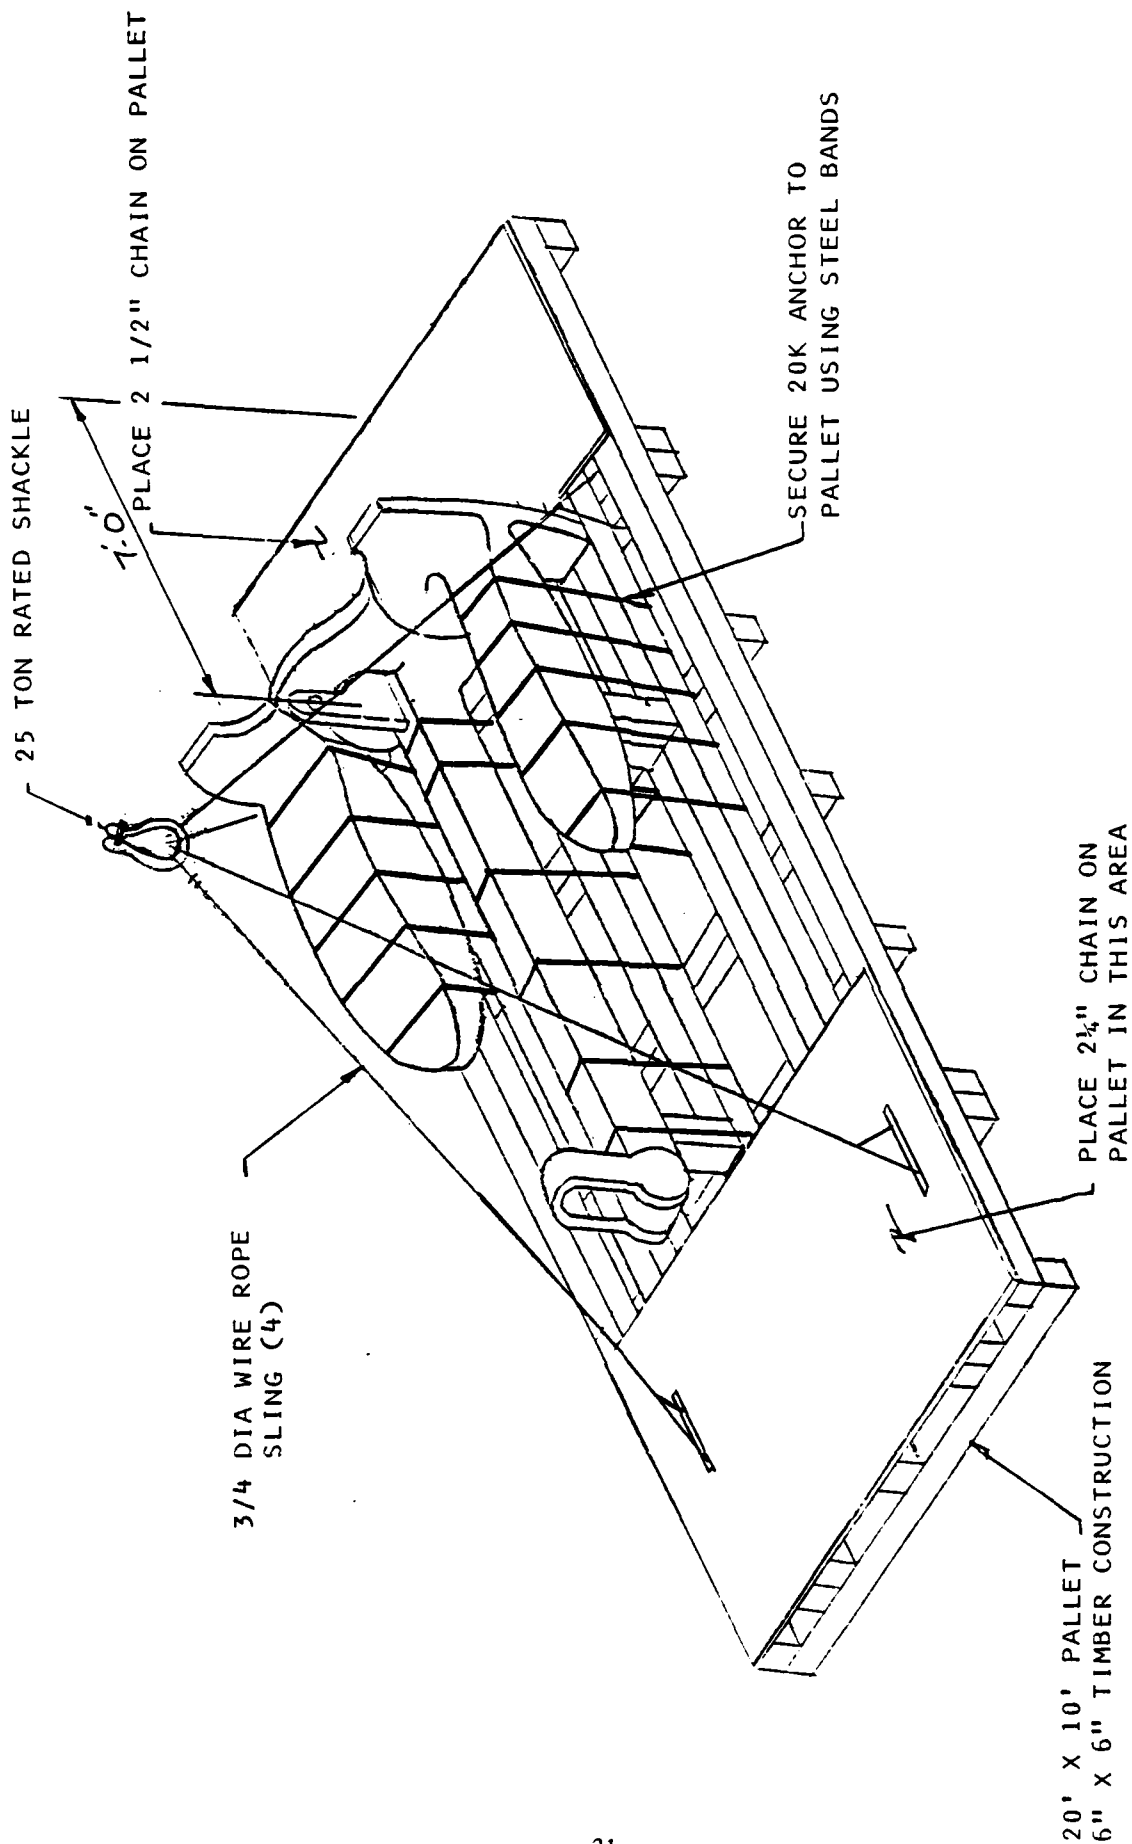 25 TON RATED SHACKLE
7'.0"
PLACE 2 1/2" CHAIN ON PALLET
3/4 DIA WIRE ROPE
SLING (4)
SECURE 20K ANCHOR TO
PALLET USING STEEL BANDS
PLACE 2¼" CHAIN ON
PALLET IN THIS AREA
20' X 10' PALLET
6" X 6" TIMBER CONSTRUCTION